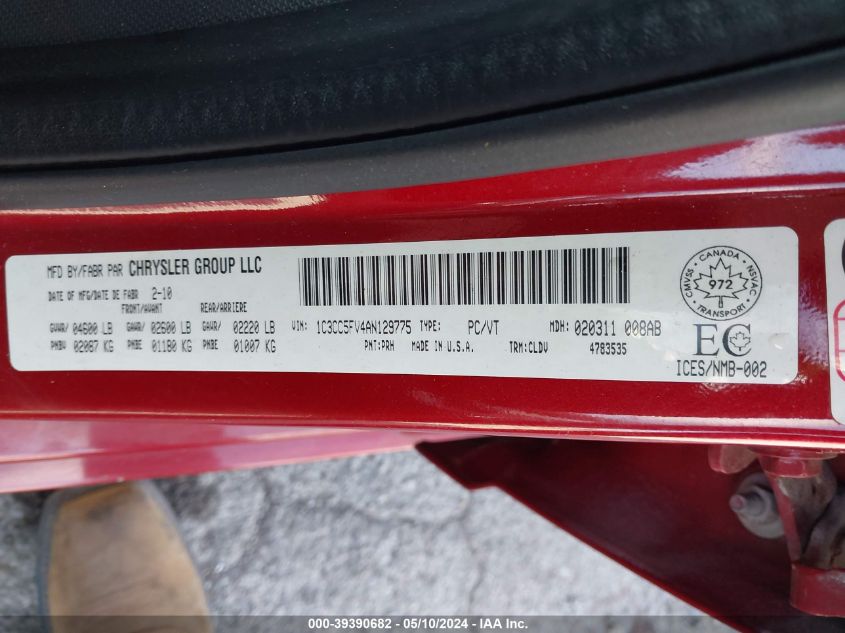 MFD BY/FABR PAR CHRYSLER GROUP LLC
DATE OF MFG/DATE DE FABR 2-10
FRONT/AVANT REAR/ARRIERE
GVWR/ 04600 LB GAWR/ 02600 LB GAWR/ 02220 LB
PNBV 02087 KG PNBE 01180 KG PNBE 01007 KG
VIN: 1C3CC5FV4AN129775 TYPE: PC/VT MDH: 020311 008AB
PNT:PRH MADE IN U.S.A. TRM:CLDV 4783535
CANADA
CMVSS NSVAC
972
TRANSPORT
EC
ICES/NMB-002
000-39390682 - 05/10/2024 - IAA Inc.